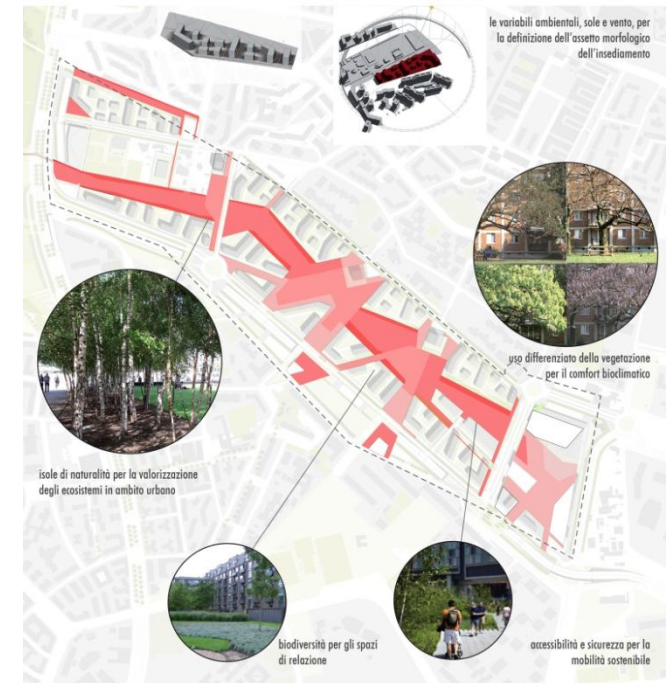 le variabili ambientali, sole e vento, per
la definizione dell'assetto morfologico
dell'insediamento
uso differenziato della vegetazione
per il comfort bioclimatico
isole di naturalità per la valorizzazione
degli ecosistemi in ambito urbano
biodiversità per gli spazi
di relazione
accessibilità e sicurezza per la
mobilità sostenibile